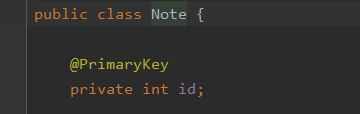 public class Note {
@PrimaryKey
private int id;